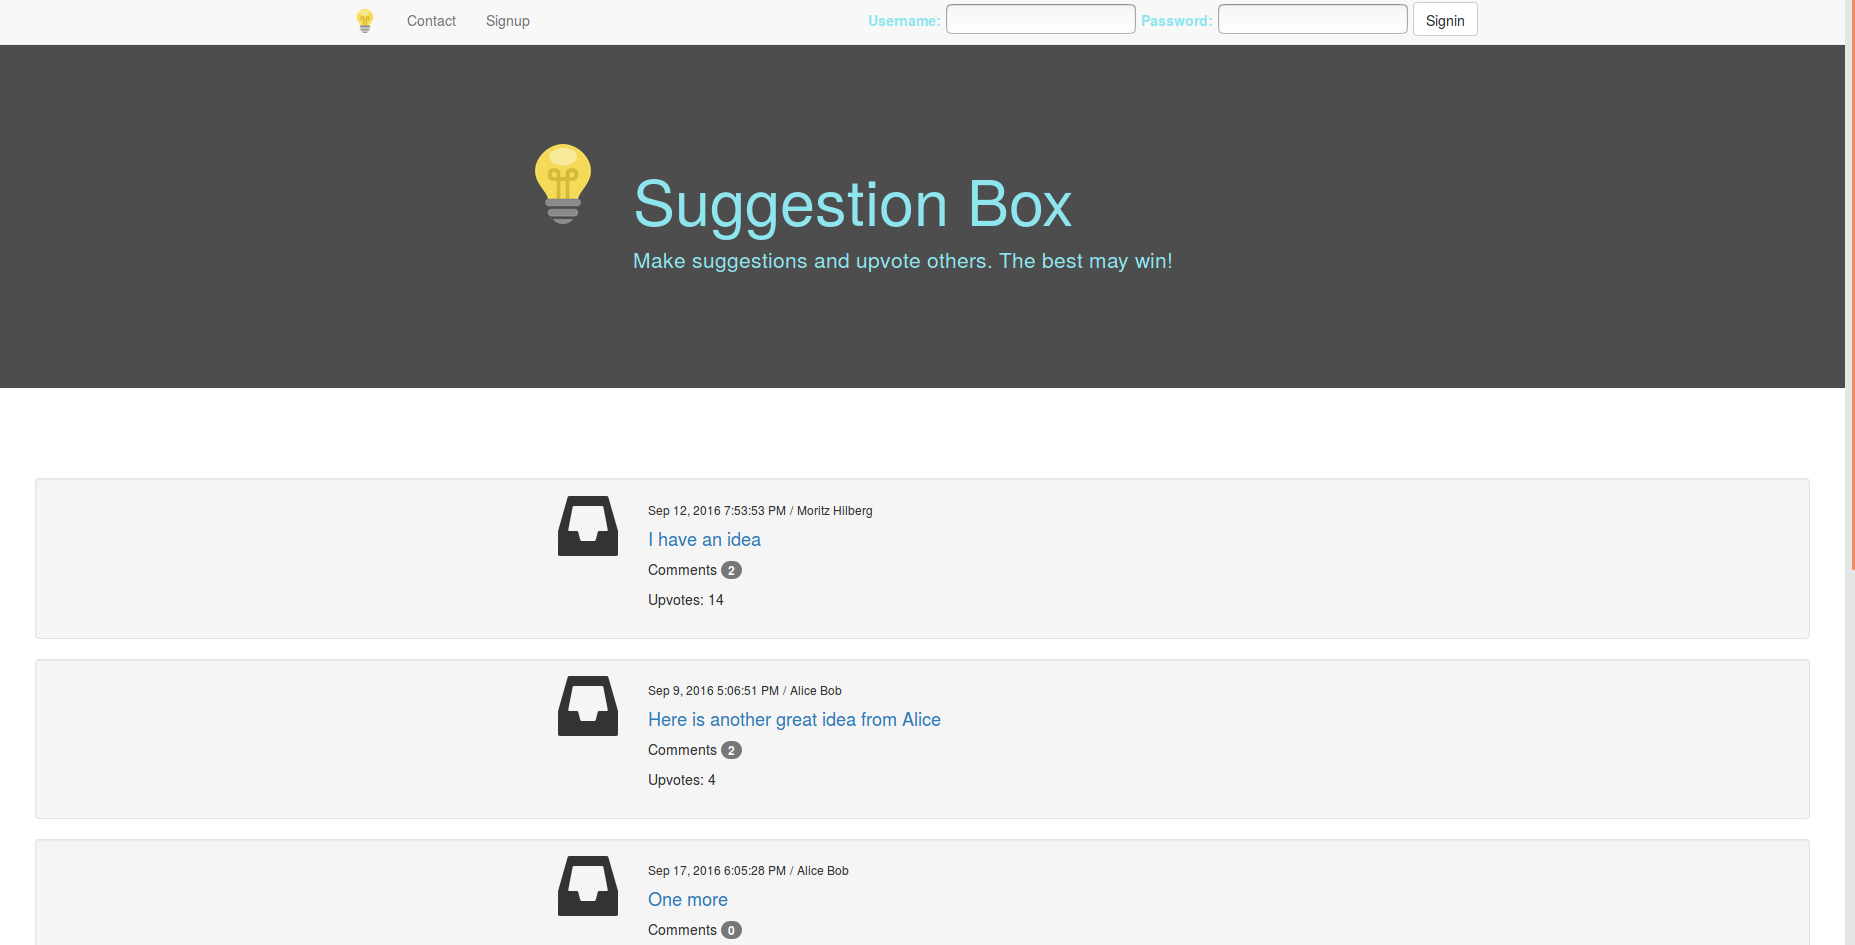 Contact Signup Username: Password: Signin
Suggestion Box
Make suggestions and upvote others. The best may win!
Sep 12, 2016 7:53:53 PM / Moritz Hilberg
I have an idea
Comments 2
Upvotes: 14
Sep 9, 2016 5:06:51 PM / Alice Bob
Here is another great idea from Alice
Comments 2
Upvotes: 4
Sep 17, 2016 6:05:28 PM / Alice Bob
One more
Comments 0